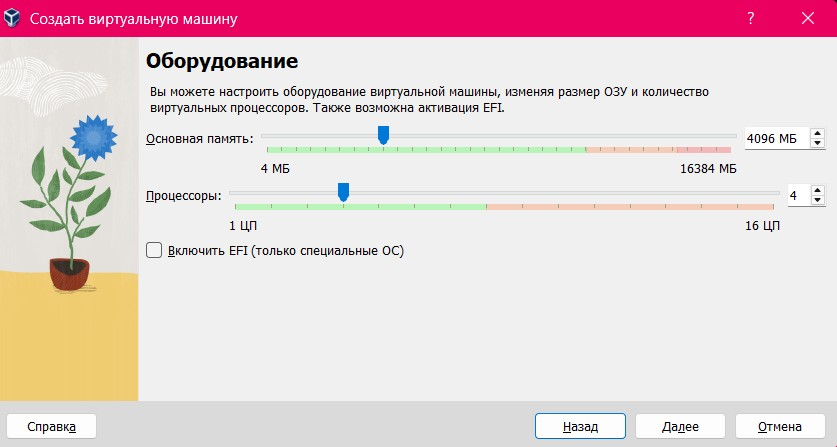 Создать виртуальную машину
?
Оборудование
Вы можете настроить оборудование виртуальной машины, изменяя размер ОЗУ и количество
виртуальных процессоров. Также возможна активация EFI.
Основная память:
4096 МБ
4 МБ
16384 МБ
Процессоры:
4
1 ЦП
16 ЦП
Включить EFI (только специальные ОС)
Справка
Назад
Далее
Отмена